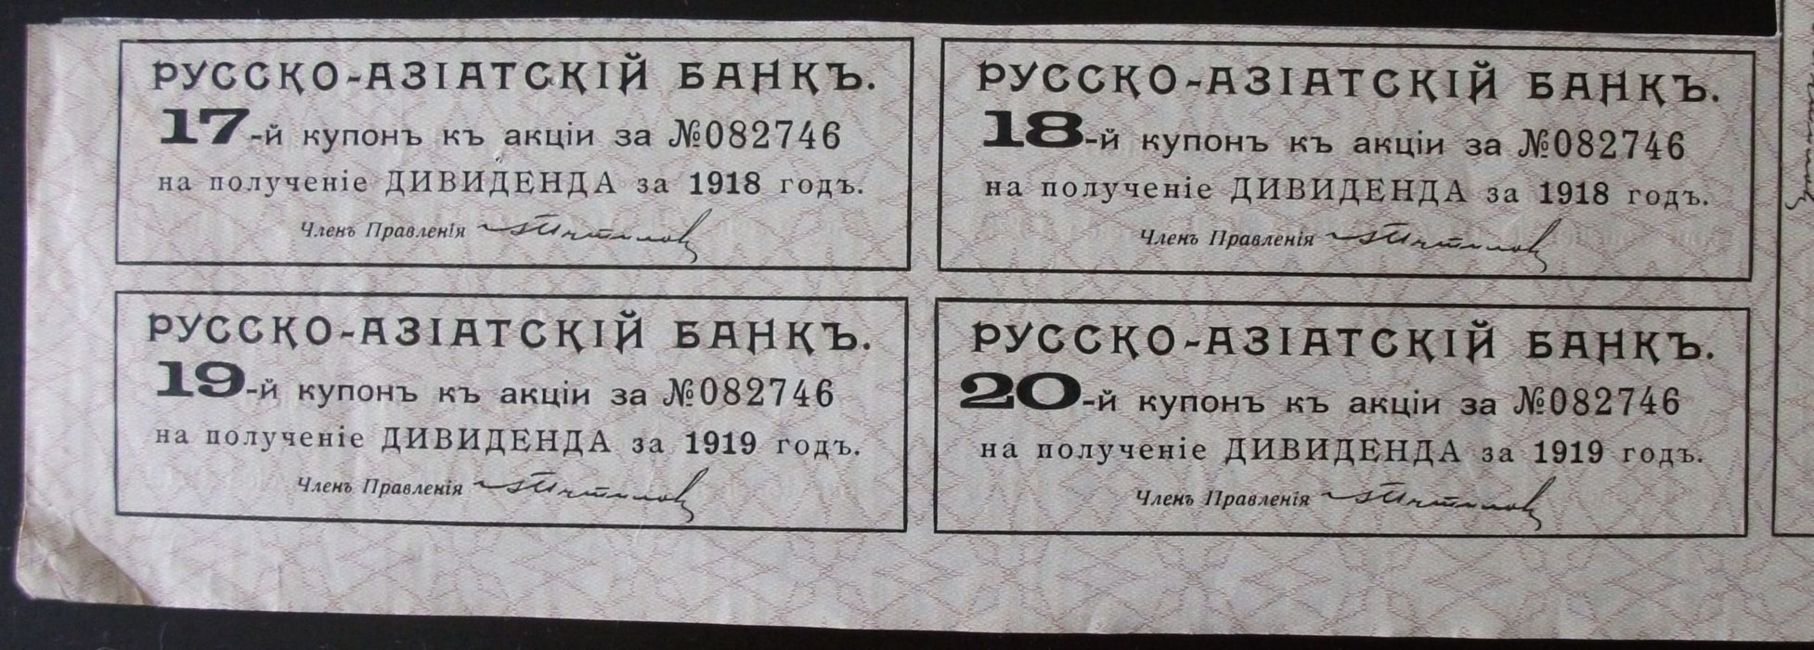 РУССКО-АЗІАТСКІЙ БАНКЪ.
17-й купонъ къ акціи за №082746
на полученіе ДИВИДЕНДА за 1918 годъ.
Членъ Правленія
РУССКО-АЗІАТСКІЙ БАНКЪ.
18-й купонъ къ акціи за №082746
на полученіе ДИВИДЕНДА за 1918 годъ.
Членъ Правленія
РУССКО-АЗІАТСКІЙ БАНКЪ.
19-й купонъ къ акціи за №082746
на полученіе ДИВИДЕНДА за 1919 годъ.
Членъ Правленія
РУССКО-АЗІАТСКІЙ БАНКЪ.
20-й купонъ къ акціи за №082746
на полученіе ДИВИДЕНДА за 1919 годъ.
Членъ Правленія